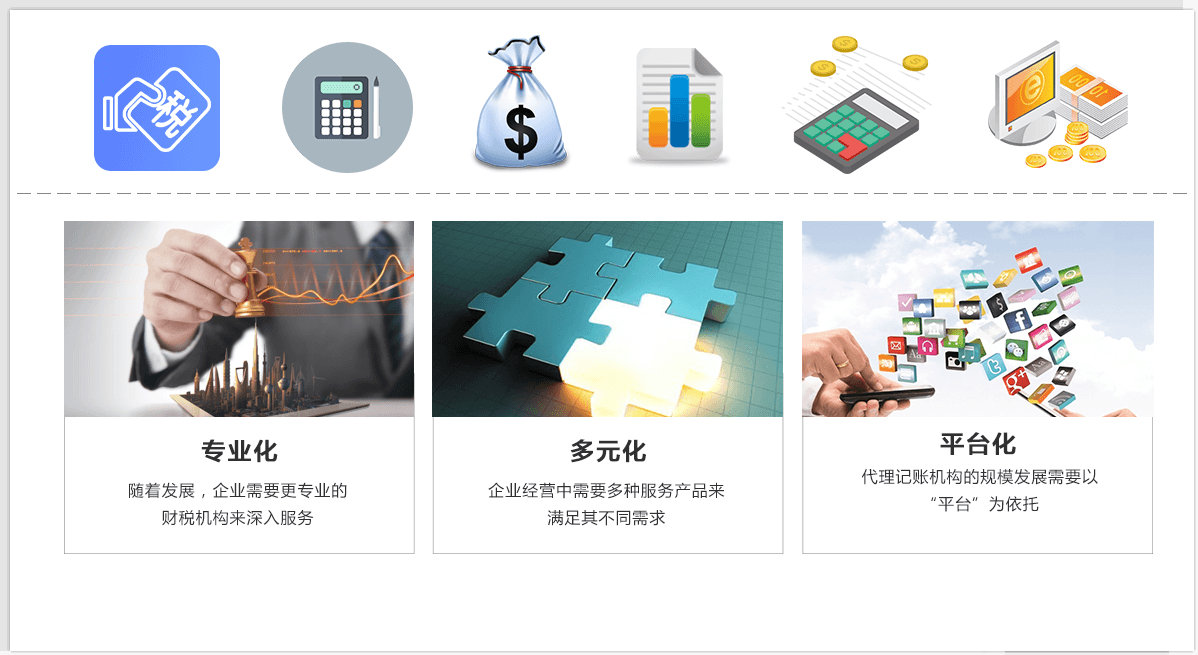 税
$
专业化
随着发展，企业需要更专业的
财税机构来深入服务
多元化
企业经营中需要多种服务产品来
满足其不同需求
平台化
代理记账机构的规模发展需要以
“平台”为依托